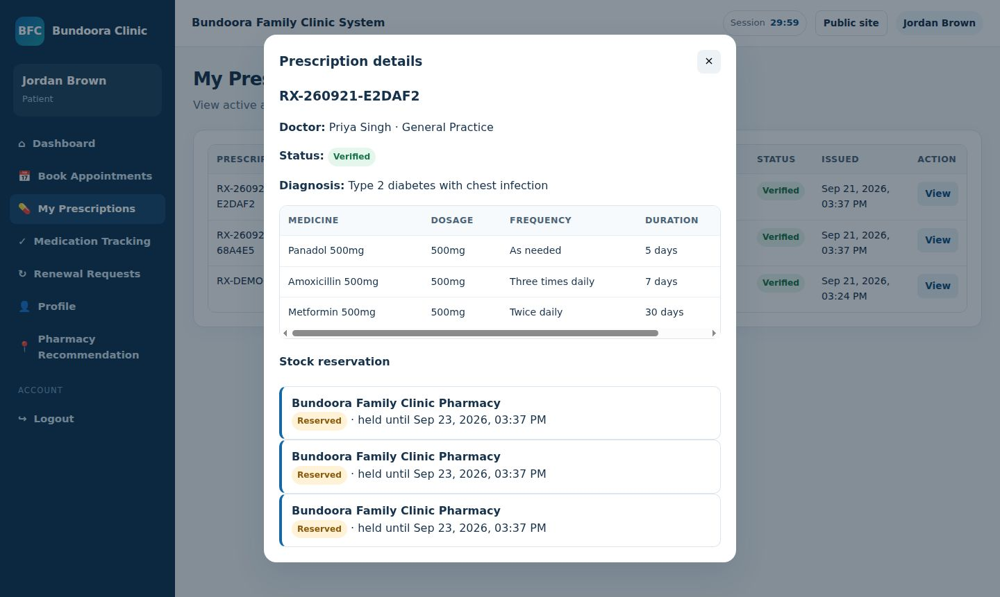 BFC Bundoora Clinic
Jordan Brown
Patient
Dashboard
Book Appointments
My Prescriptions
Medication Tracking
Renewal Requests
Profile
Pharmacy
Recommendation
ACCOUNT
Logout
Bundoora Family Clinic System
Session 29:59
Public site
Jordan Brown
My
View active
STATUS ISSUED ACTION
RX-26092
E2DAF2
Verified Sep 21, 2026,
03:37 PM
View
RX-26092
68A4E5
Verified Sep 21, 2026,
03:37 PM
View
RX-DEMO
Verified Sep 21, 2026,
03:24 PM
View
Prescription details
×
RX-260921-E2DAF2
Doctor: Priya Singh · General Practice
Status: Verified
Diagnosis: Type 2 diabetes with chest infection
MEDICINE DOSAGE FREQUENCY DURATION
Panadol 500mg 500mg As needed 5 days
Amoxicillin 500mg 500mg Three times daily 7 days
Metformin 500mg 500mg Twice daily 30 days
Stock reservation
Bundoora Family Clinic Pharmacy
Reserved · held until Sep 23, 2026, 03:37 PM
Bundoora Family Clinic Pharmacy
Reserved · held until Sep 23, 2026, 03:37 PM
Bundoora Family Clinic Pharmacy
Reserved · held until Sep 23, 2026, 03:37 PM